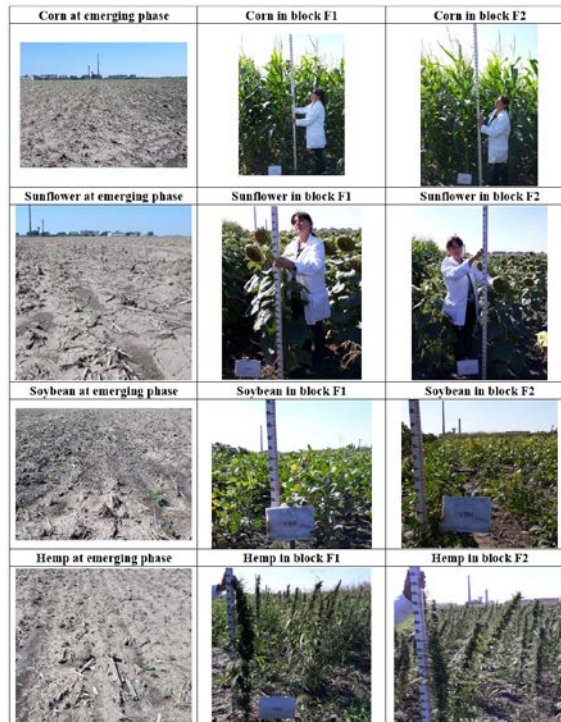 Corn at emerging phase
Corn in block F1
Corn in block F2
Sunflower at emerging phase
Sunflower in block F1
Sunflower in block F2
Soybean at emerging phase
Soybean in block F1
Soybean in block F2
Hemp at emerging phase
Hemp in block F1
Hemp in block F2